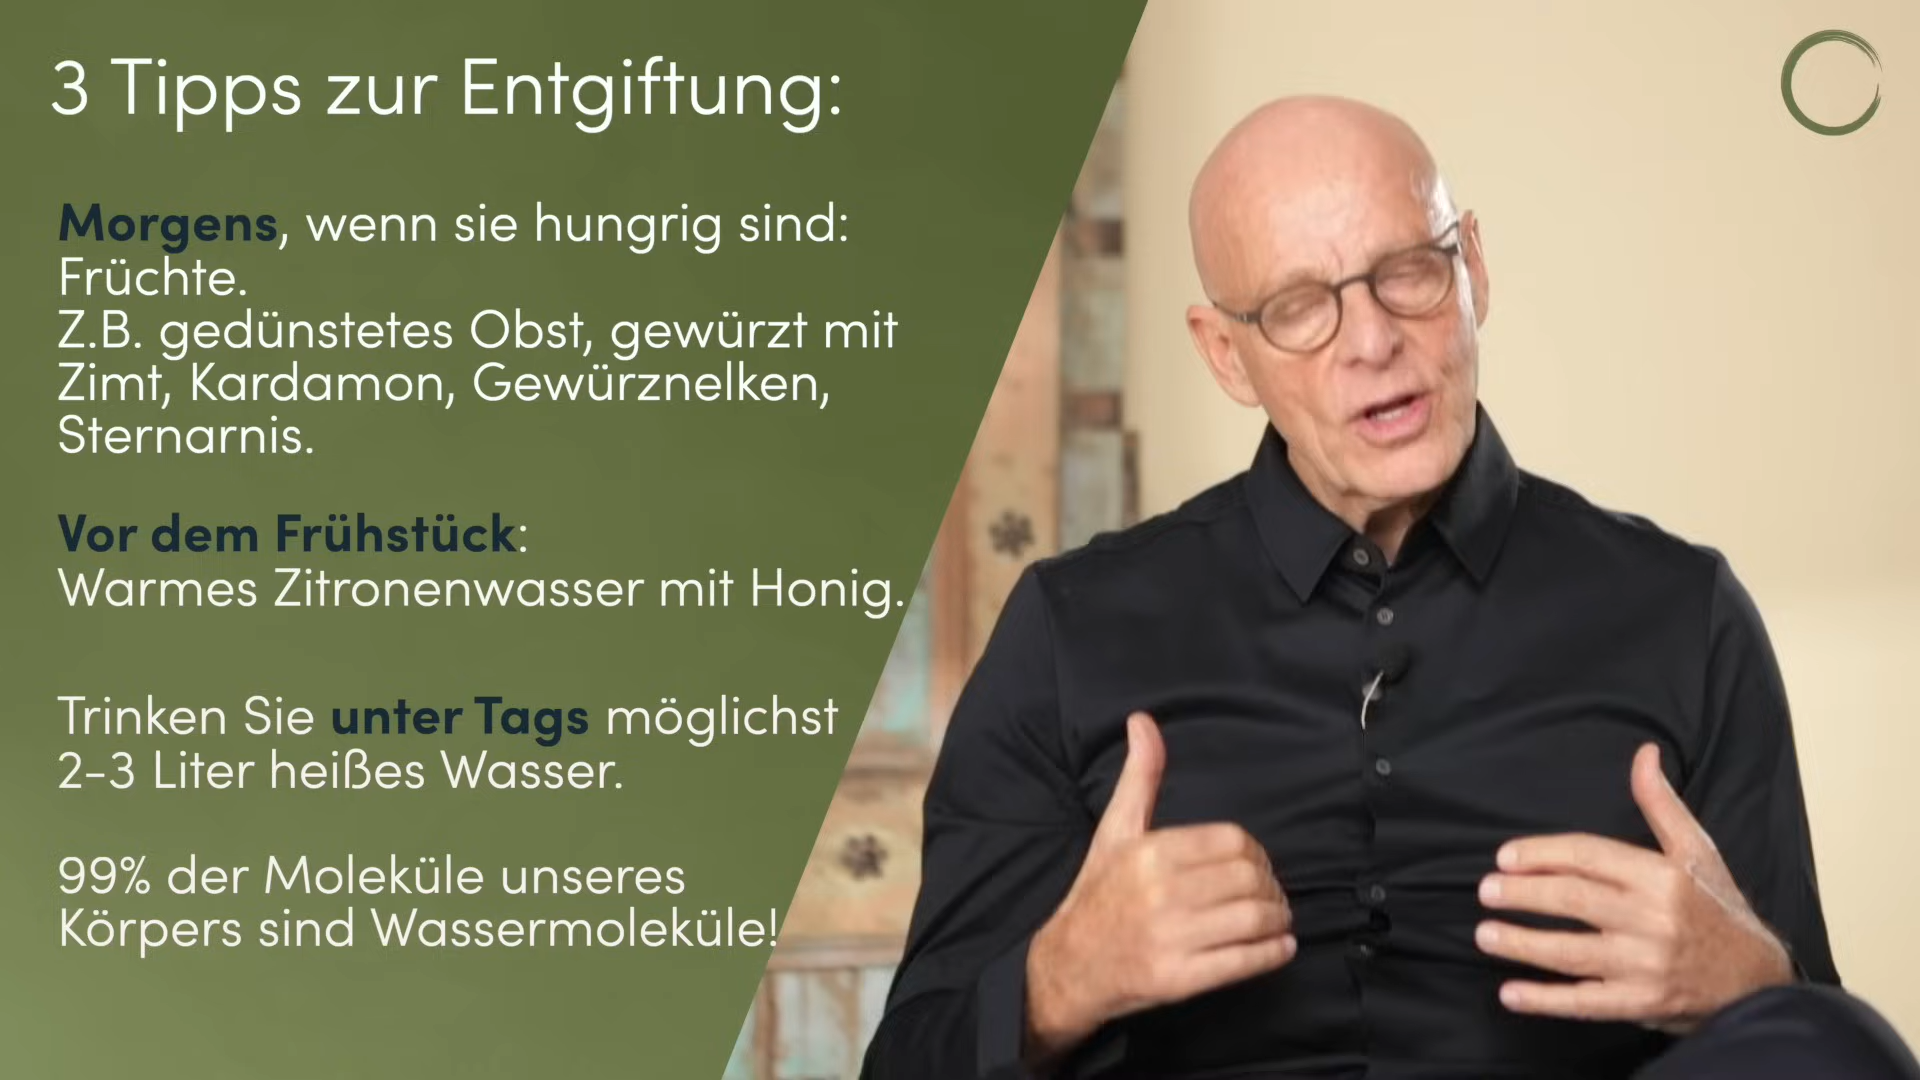 3 Tipps zur Entgiftung:
Morgens, wenn sie hungrig sind:
Früchte.
Z.B. gedünstetes Obst, gewürzt mit
Zimt, Kardamon, Gewürznelken,
Sternarnis.
Vor dem Frühstück:
Warmes Zitronenwasser mit Honig.
Trinken Sie unter Tags möglichst
2-3 Liter heißes Wasser.
99% der Moleküle unseres
Körpers sind Wassermoleküle!